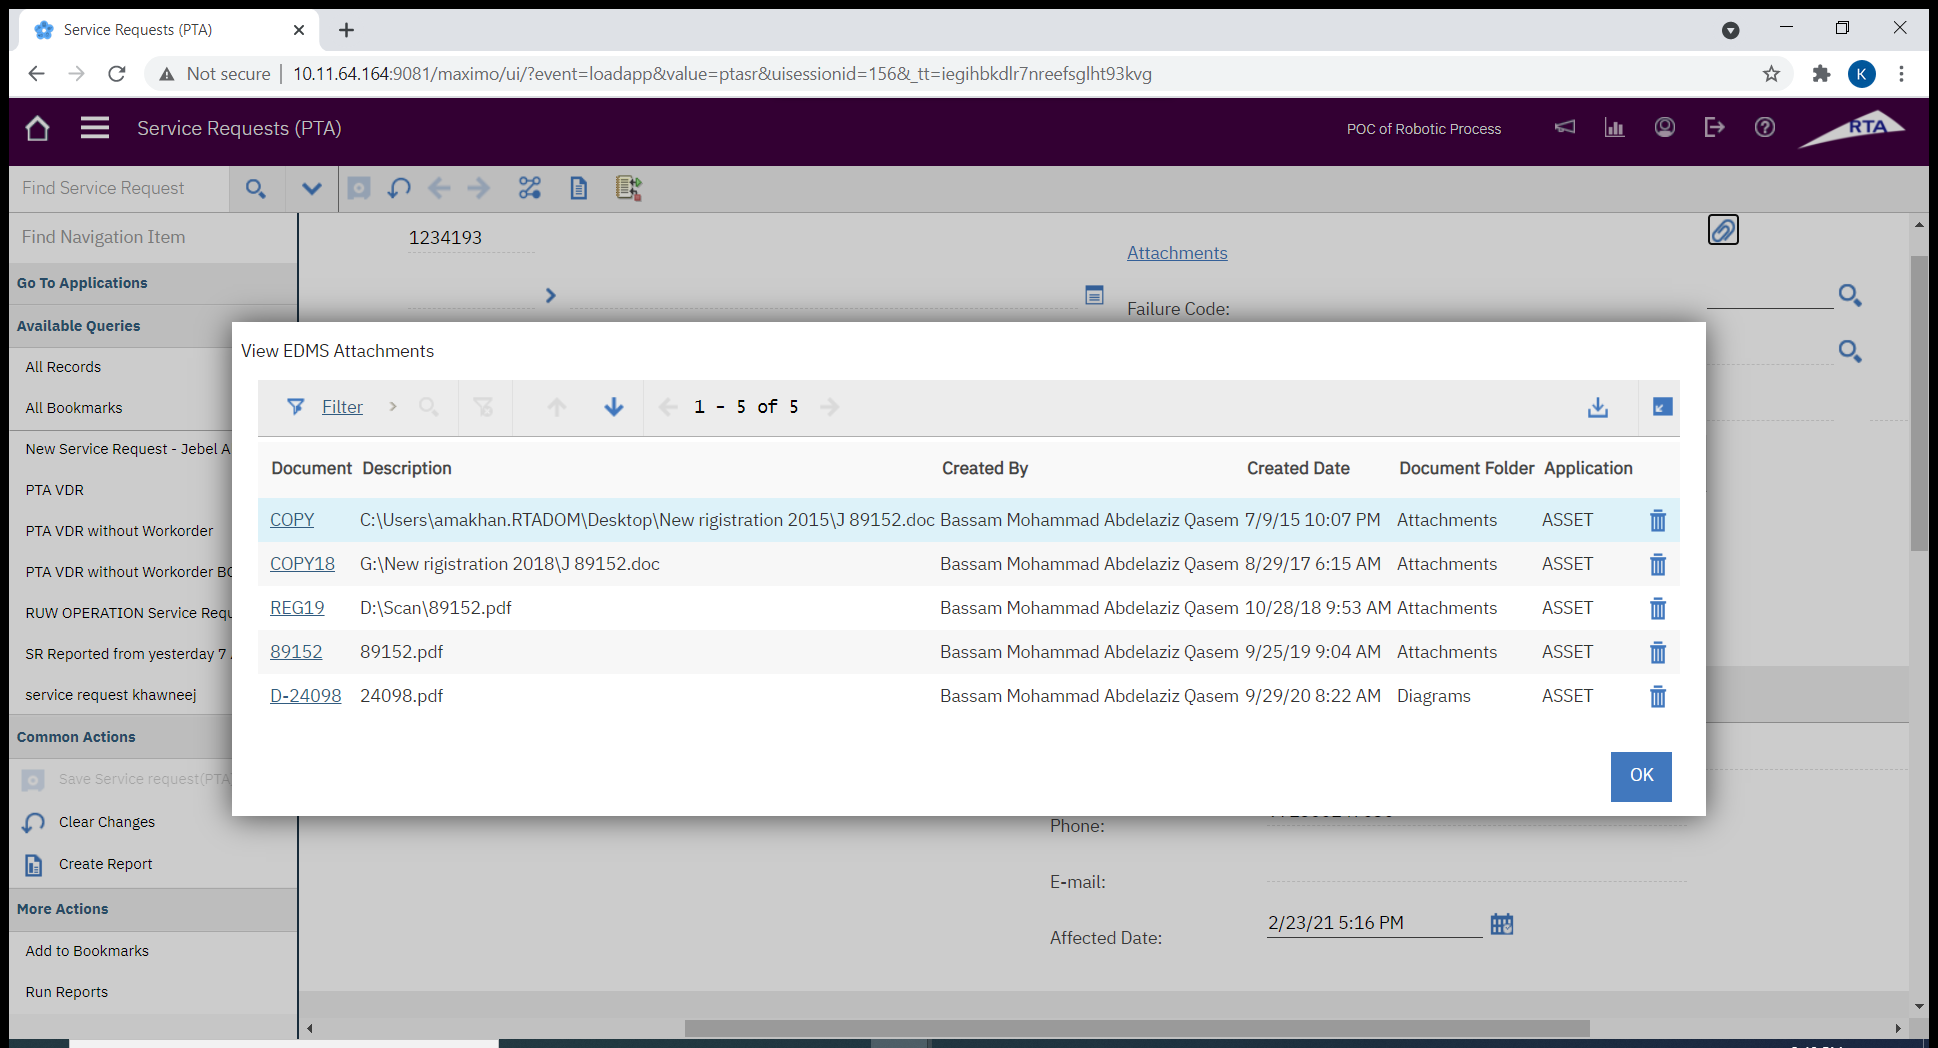 Service Requests (PTA)
Not secure | 10.11.64.164:9081/maximo/ui/?event=loadapp&value=ptasr&uisessionid=156&_tt=iegihbkdlr7nreefsglht93kvg
K
Service Requests (PTA)
POC of Robotic Process
RTA
Find Service Request
Find Navigation Item
1234193
Attachments
Go To Applications
Failure Code:
Available Queries
All Records
All Bookmarks
New Service Request - Jebel A
PTA VDR
PTA VDR without Workorder
PTA VDR without Workorder BO
RUW OPERATION Service Requ
SR Reported from yesterday 7
service request khawneej
Common Actions
Save Service request(PTA)
Clear Changes
Create Report
More Actions
Add to Bookmarks
Run Reports
View EDMS Attachments
Filter 1 - 5 of 5
Document Description Created By Created Date Document Folder Application
COPY C:\Users\amakhan.RTADOM\Desktop\New rigistration 2015\J 89152.doc Bassam Mohammad Abdelaziz Qasem 7/9/15 10:07 PM Attachments ASSET
COPY18 G:\New rigistration 2018\J 89152.doc Bassam Mohammad Abdelaziz Qasem 8/29/17 6:15 AM Attachments ASSET
REG19 D:\Scan\89152.pdf Bassam Mohammad Abdelaziz Qasem 10/28/18 9:53 AM Attachments ASSET
89152 89152.pdf Bassam Mohammad Abdelaziz Qasem 9/25/19 9:04 AM Attachments ASSET
D-24098 24098.pdf Bassam Mohammad Abdelaziz Qasem 9/29/20 8:22 AM Diagrams ASSET
OK
Phone:
E-mail:
Affected Date: 2/23/21 5:16 PM